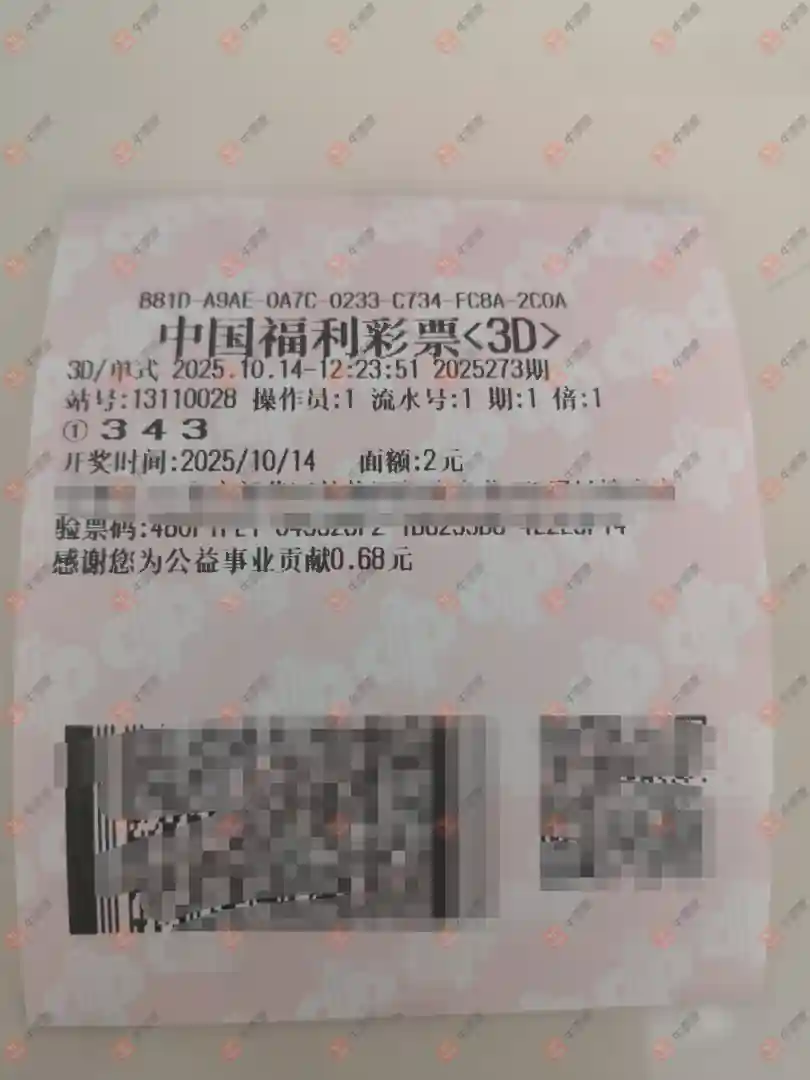 881D-A9AE-0A7C-0233-C734-FC8A-2C0A
中国福利彩票<3D>
3D/单式 2025.10.14-12:23:51 2025273期
站号:13110028 操作员:1 流水号:1 期:1 倍:1
① 3 4 3
开奖时间:2025/10/14 面额:2元
验票码:
感谢您为公益事业贡献0.68元